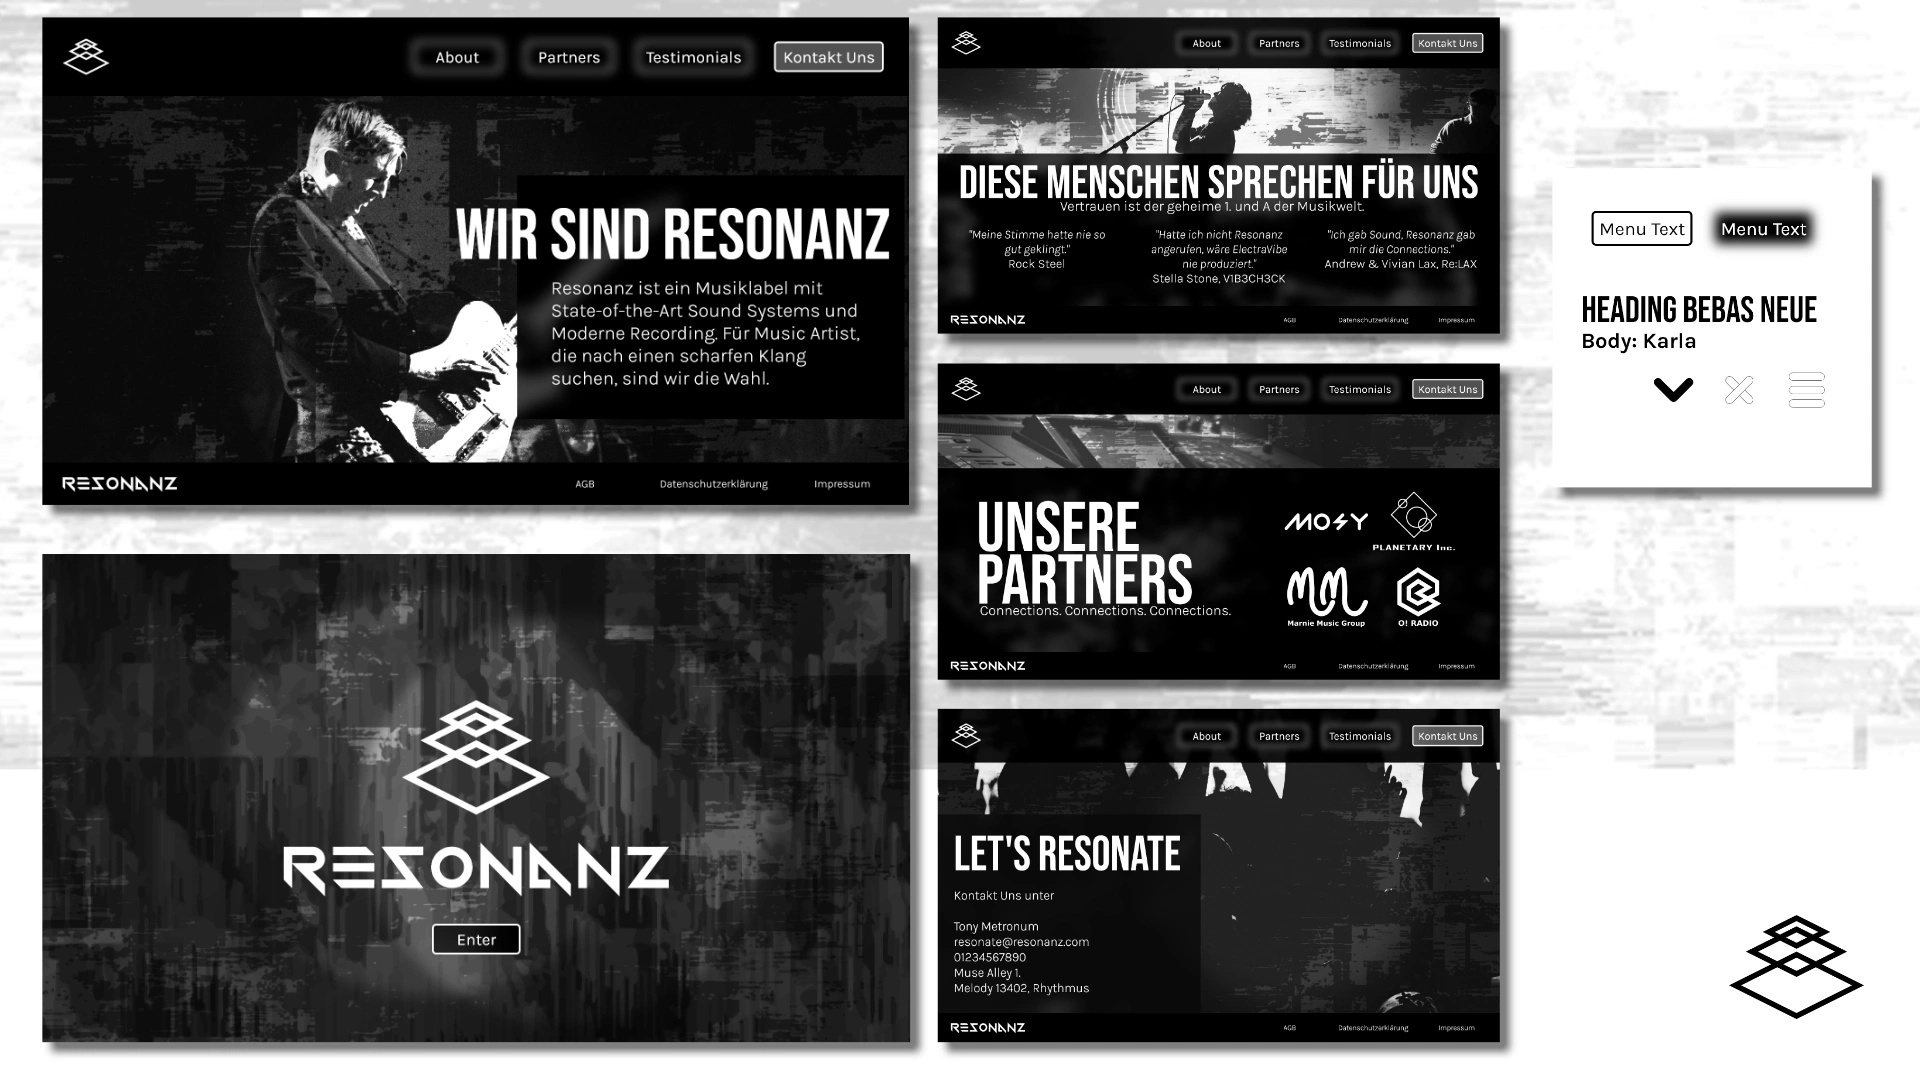 About
Partners
Testimonials
Kontakt Uns
WIR SIND RESONANZ
Resonanz ist ein Musiklabel mit
State-of-the-Art Sound Systems und
Moderne Recording. Für Music Artist,
die nach einen scharfen Klang
suchen, sind wir die Wahl.
RESONANZ
AGB
Datenschutzerklärung
Impressum
RESONANZ
Enter
About
Partners
Testimonials
Kontakt Uns
DIESE MENSCHEN SPRECHEN FÜR UNS
Vertrauen ist der geheime 1. und A der Musikwelt.
"Meine Stimme hatte nie so
gut geklingt."
Rock Steel
"Hatte ich nicht Resonanz
angerufen, wäre ElectraVibe
nie produziert."
Stella Stone, V1B3CH3CK
"Ich gab Sound, Resonanz gab
mir die Connections."
Andrew & Vivian Lax, Re:LAX
RESONANZ
AGB
Datenschutzerklärung
Impressum
About
Partners
Testimonials
Kontakt Uns
UNSERE
PARTNERS
Connections. Connections. Connections.
MOSY
PLANETARY Inc.
Marnie Music Group
O! RADIO
RESONANZ
AGB
Datenschutzerklärung
Impressum
About
Partners
Testimonials
Kontakt Uns
LET'S RESONATE
Kontakt Uns unter
Tony Metronum
resonate@resonanz.com
01234567890
Muse Alley 1.
Melody 13402, Rhythmus
RESONANZ
AGB
Datenschutzerklärung
Impressum
Menu Text
Menu Text
HEADING BEBAS NEUE
Body: Karla